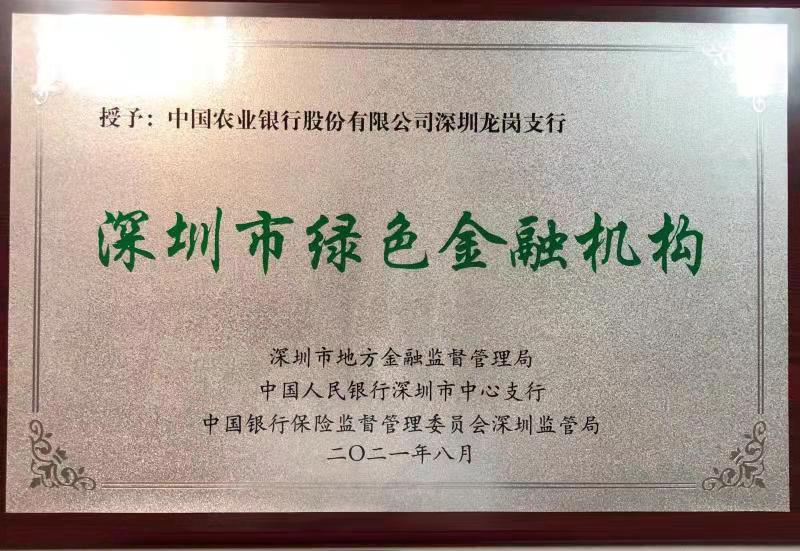 授予：中国农业银行股份有限公司深圳龙岗支行
深圳市绿色金融机构
深圳市地方金融监督管理局
中国人民银行深圳市中心支行
中国银行保险监督管理委员会深圳监管局
二〇二一年八月